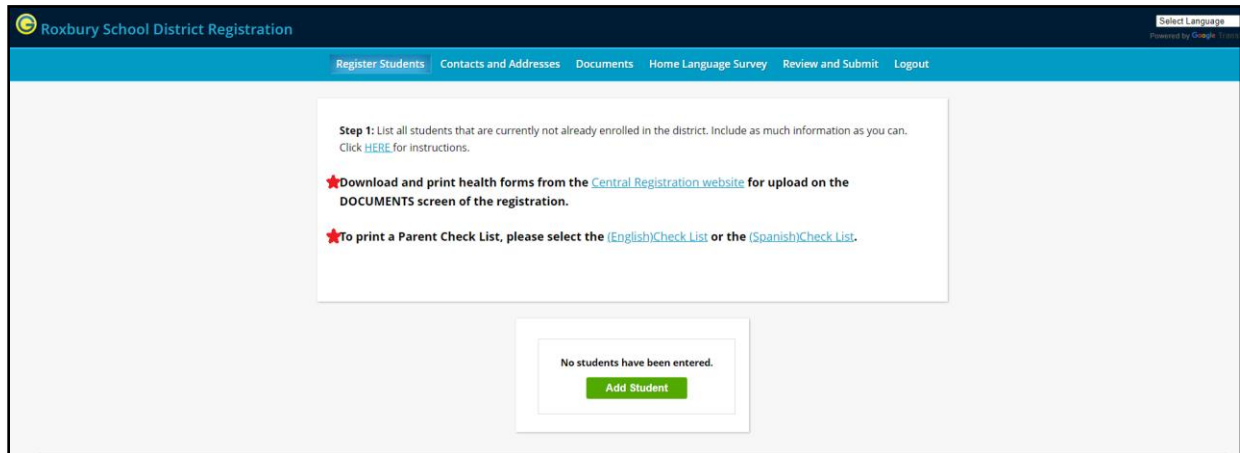 Roxbury School District Registration
Select Language
Powered by Google Trans
Register Students Contacts and Addresses Documents Home Language Survey Review and Submit Logout
Step 1: List all students that are currently not already enrolled in the district. Include as much information as you can.
Click HERE for instructions.
Download and print health forms from the Central Registration website for upload on the
DOCUMENTS screen of the registration.
To print a Parent Check List, please select the (English)Check List or the (Spanish)Check List.
No students have been entered.
Add Student